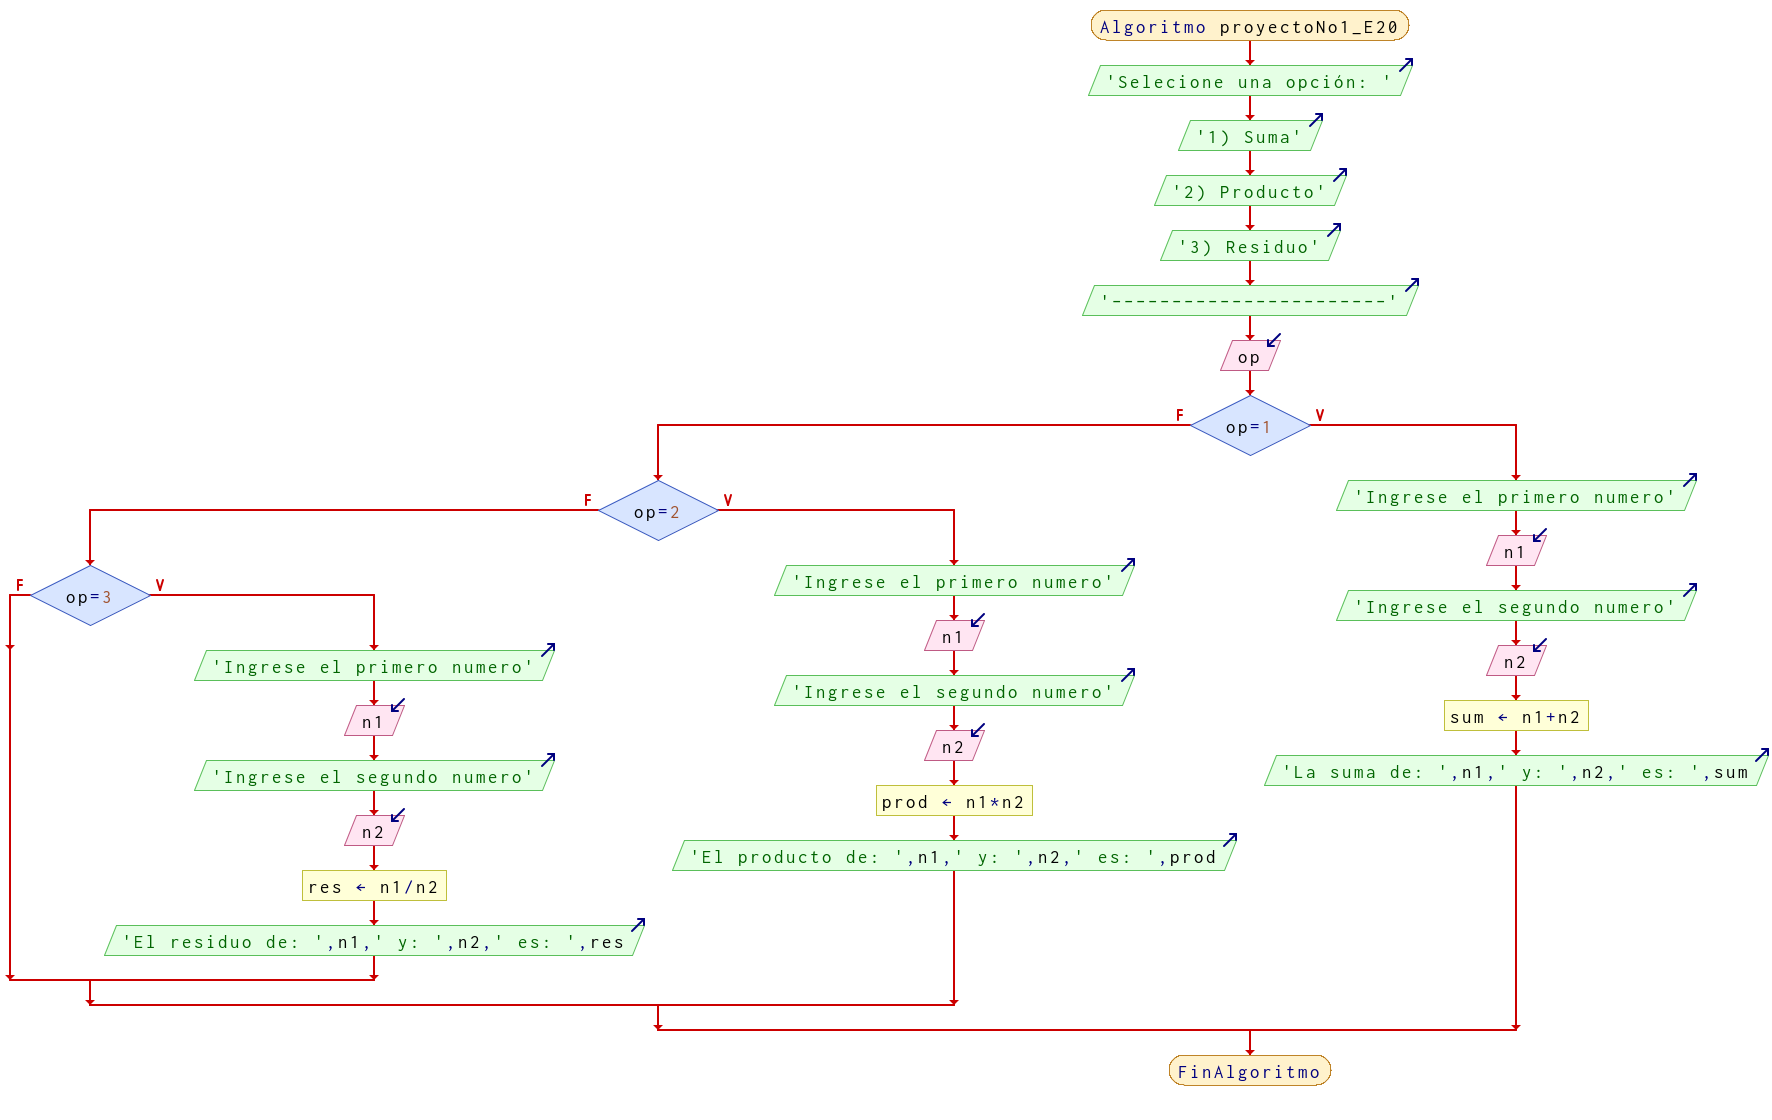 Algoritmo proyectoNo1_E20
'Selecione una opción: '
'1) Suma'
'2) Producto'
'3) Residuo'
'-----------------------'
op
op=1
F
V
'Ingrese el primero numero'
n1
'Ingrese el segundo numero'
n2
sum ← n1+n2
'La suma de: ',n1,' y: ',n2,' es: ',sum
op=2
F
V
'Ingrese el primero numero'
n1
'Ingrese el segundo numero'
n2
prod ← n1*n2
'El producto de: ',n1,' y: ',n2,' es: ',prod
op=3
F
V
'Ingrese el primero numero'
n1
'Ingrese el segundo numero'
n2
res ← n1/n2
'El residuo de: ',n1,' y: ',n2,' es: ',res
FinAlgoritmo